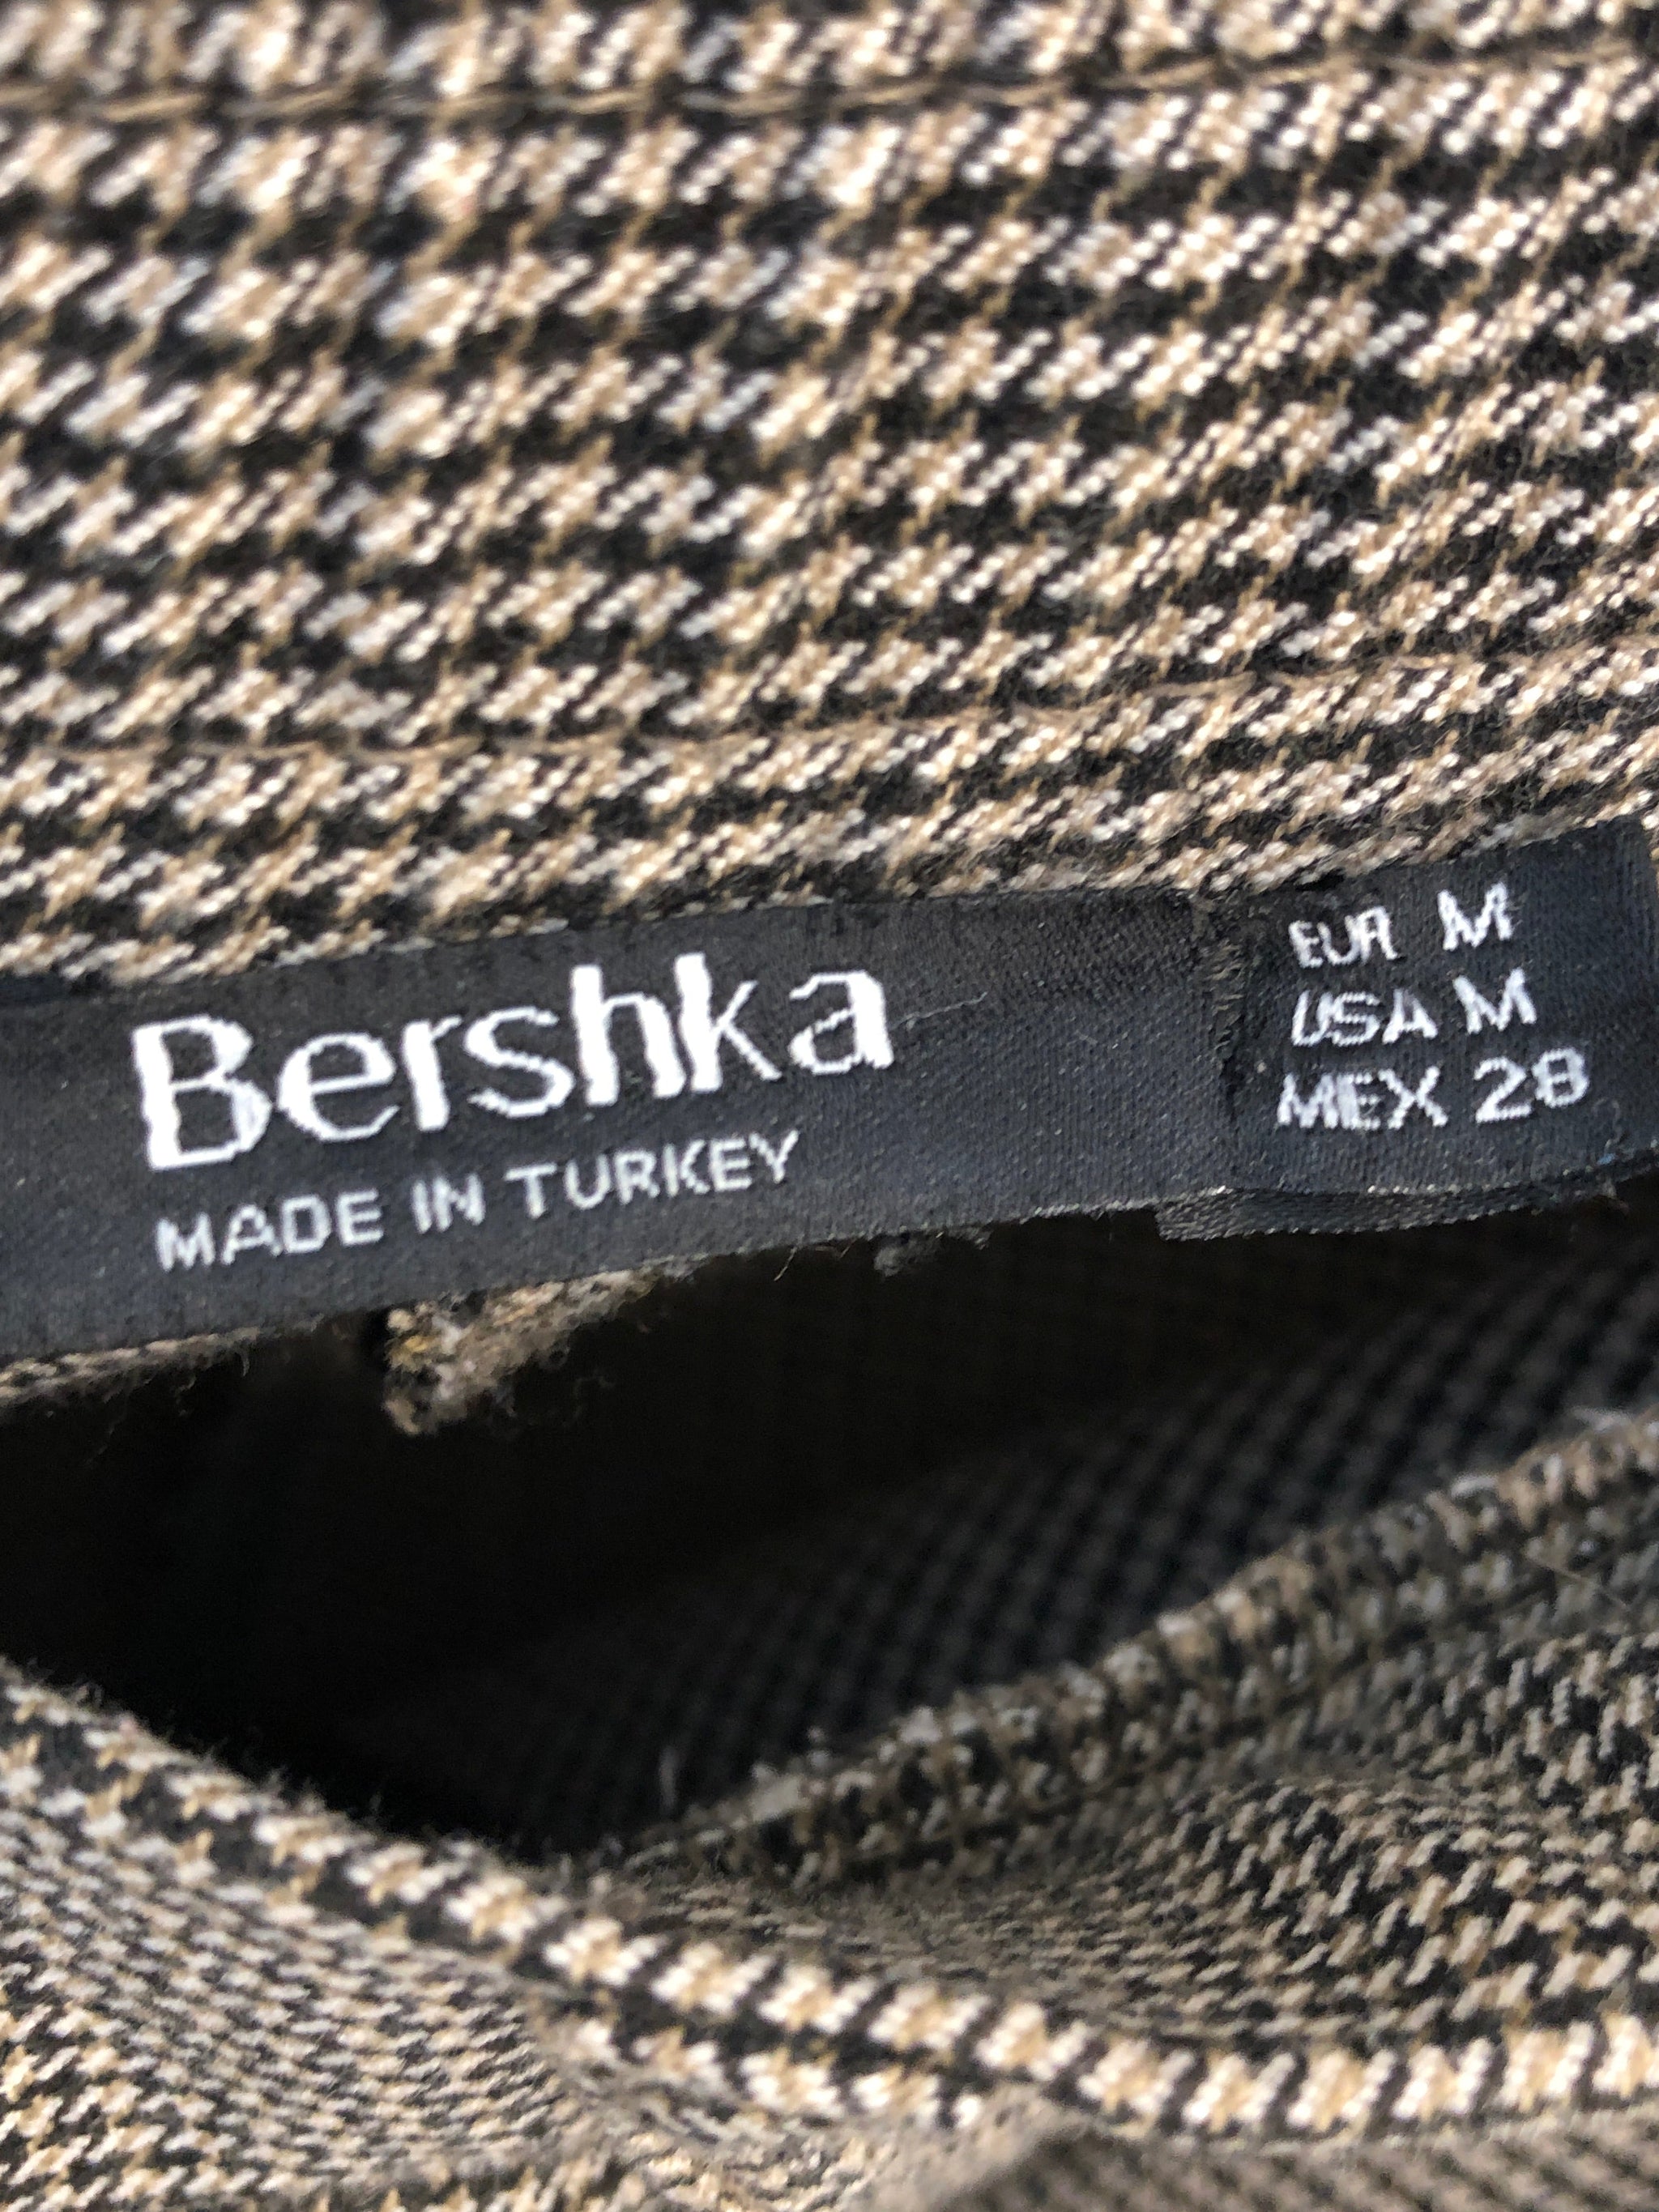 Bershka
MADE IN TURKEY
EUR M
USA M
MEX 28